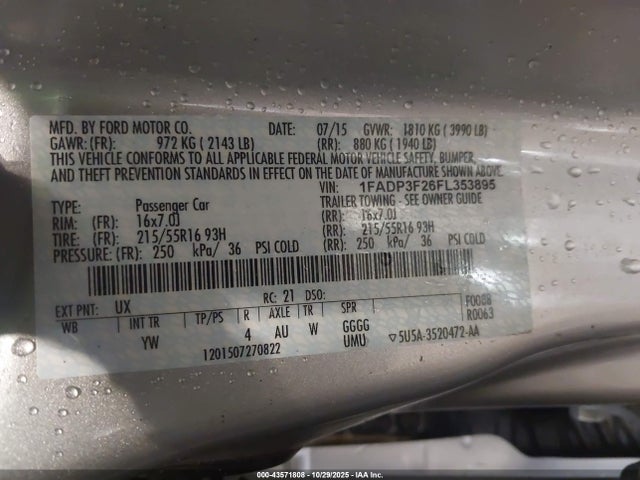 MFD. BY FORD MOTOR CO. DATE: 07/15 GVWR: 1810 KG ( 3990 LB)
GAWR: (FR): 972 KG ( 2143 LB) (RR): 880 KG ( 1940 LB)
THIS VEHICLE CONFORMS TO ALL APPLICABLE FEDERAL MOTOR VEHICLE SAFETY, BUMPER,
AND THEFT PREVENTION STANDARDS IN EFFECT ON THE DATE OF MANUFACTURE SHOWN ABOVE.
VIN: 1FADP3F26FL353895
TYPE: Passenger Car TRAILER TOWING - SEE OWNER GUIDE
RIM: (FR): 16x7.0J (RR): 16x7.0J
TIRE: (FR): 215/55R16 93H (RR): 215/55R16 93H
PRESSURE: (FR): 250 kPa/ 36 PSI COLD (RR): 250 kPa/ 36 PSI COLD
RC: 21 DSO:
EXT PNT: UX F0008
R0063
WB INT TR TP/PS R AXLE TR SPR
YW 4 AU W GGGG
UMU
1201507270822
5U5A-3520472-AA
000-43571808 - 10/29/2025 - Copyright © IAA